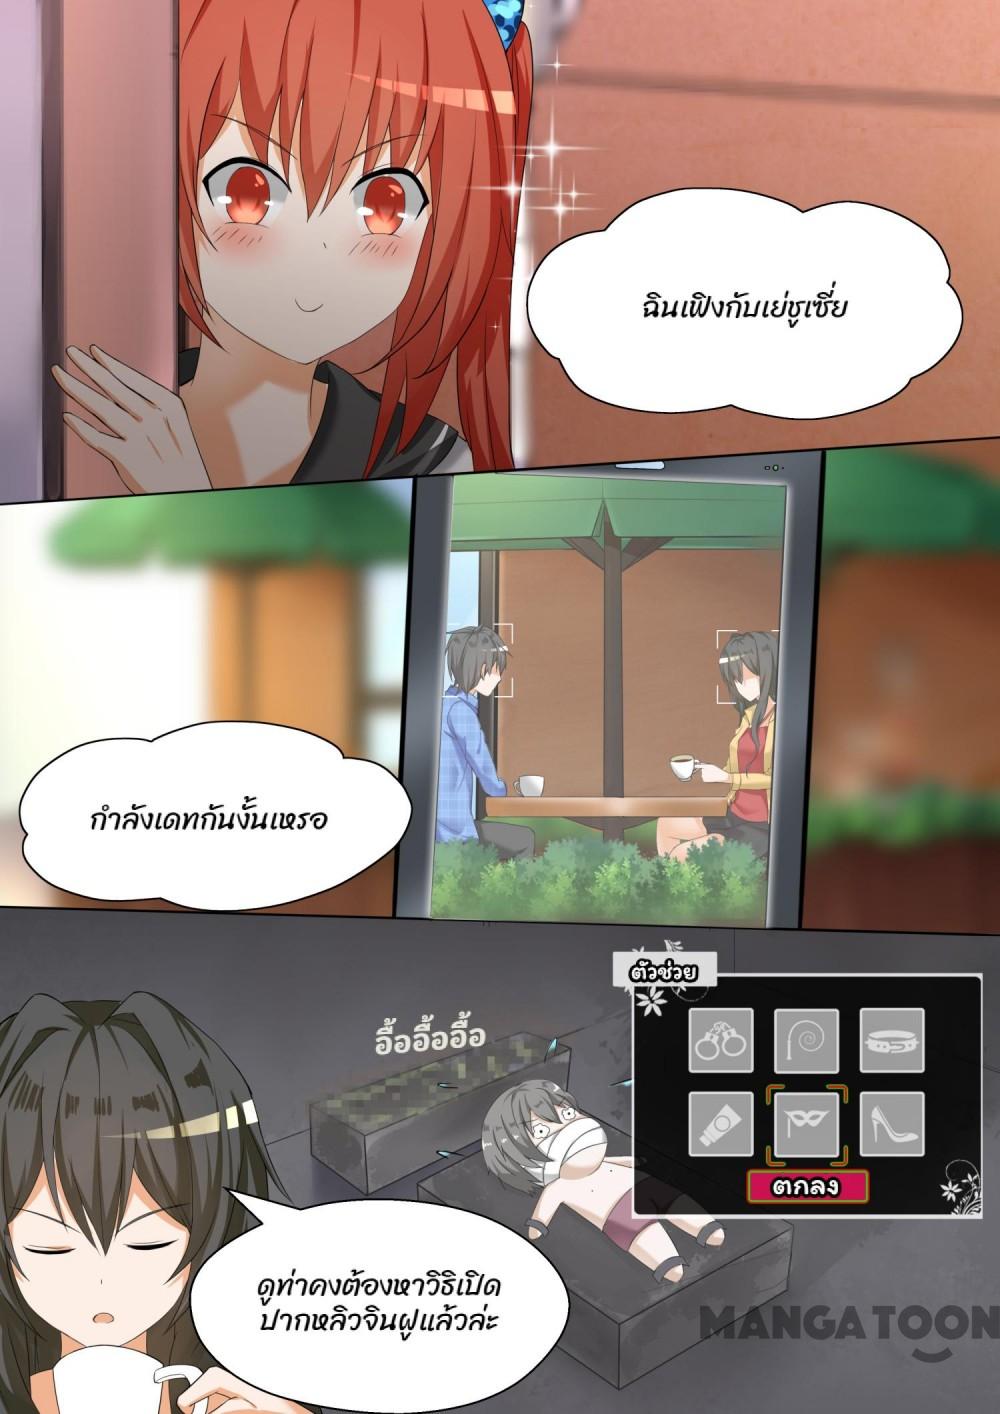 ฉินเฟิงกับเย่ชูเซี่ย
กำลังเดทกันงั้นเหรอ
ตัวช่วย
อื้ออื้ออื้อ
ตกลง
ดูท่าคงต้องหาวิธิเปิด
ปากหลิวจินฝูแล้วล่ะ
MANGATOON